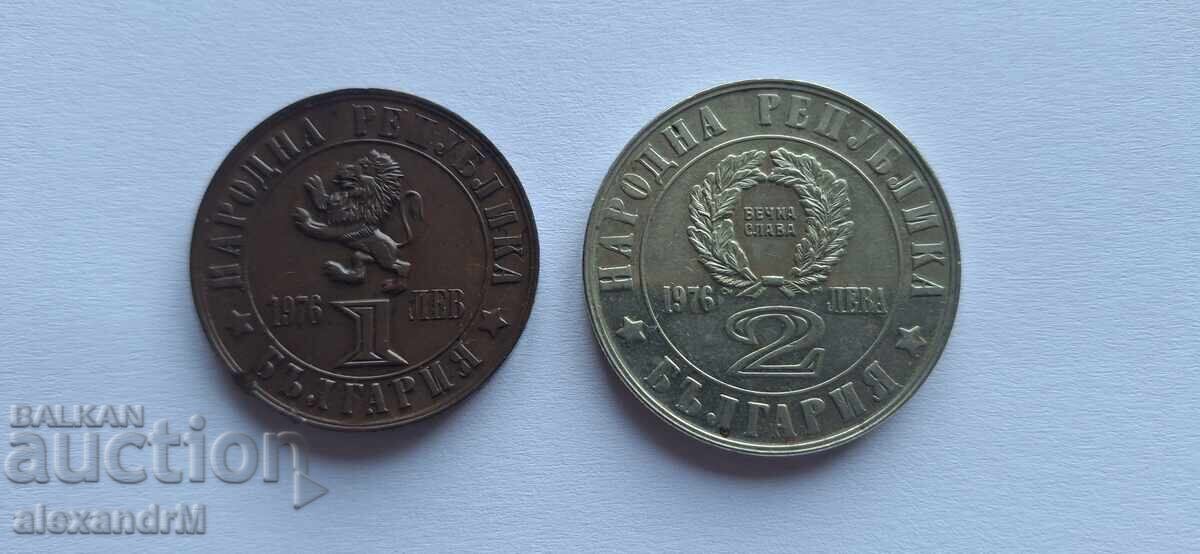 НАРОДНА РЕПУБЛИКА
1976 ЛЕВ
1
БЪЛГАРИЯ
НАРОДНА РЕПУБЛИКА
ВЕЧНА
СЛАВА
1976 ЛЕВА
2
БЪЛГАРИЯ
BALKAN
auction
alexandrM